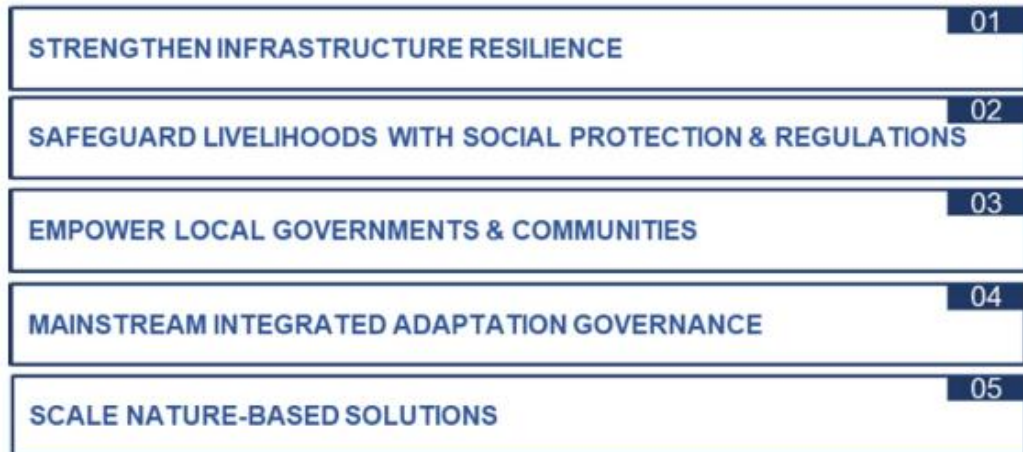 01
STRENGTHEN INFRASTRUCTURE RESILIENCE
02
SAFEGUARD LIVELIHOODS WITH SOCIAL PROTECTION & REGULATIONS
03
EMPOWER LOCAL GOVERNMENTS & COMMUNITIES
04
MAINSTREAM INTEGRATED ADAPTATION GOVERNANCE
05
SCALE NATURE-BASED SOLUTIONS